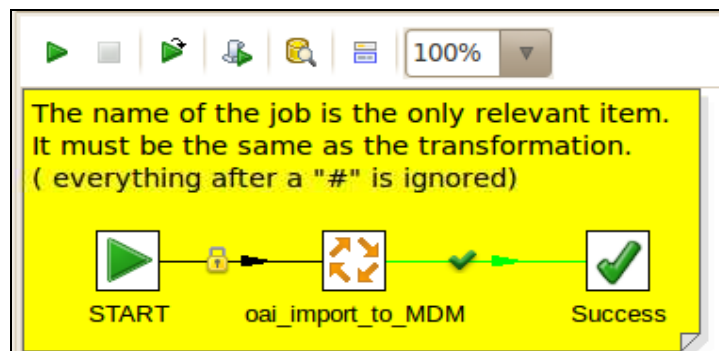 100%
The name of the job is the only relevant item.
It must be the same as the transformation.
( everything after a "#" is ignored)
START oai_import_to_MDM Success